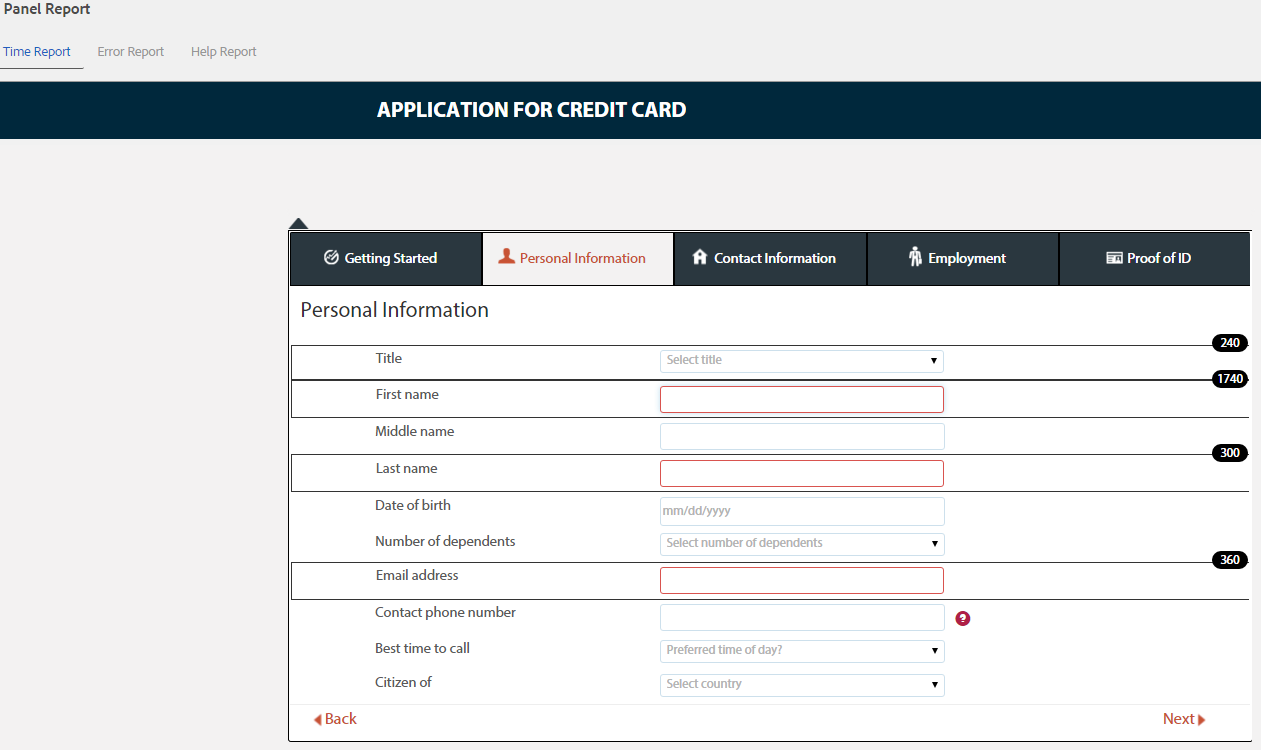 Panel Report
Time Report Error Report Help Report
APPLICATION FOR CREDIT CARD
Getting Started Personal Information Contact Information Employment Proof of ID
Personal Information
240
Title Select title
1740
First name
Middle name
300
Last name
Date of birth mm/dd/yyyy
Number of dependents Select number of dependents
360
Email address
Contact phone number ?
Best time to call Preferred time of day?
Citizen of Select country
Back Next